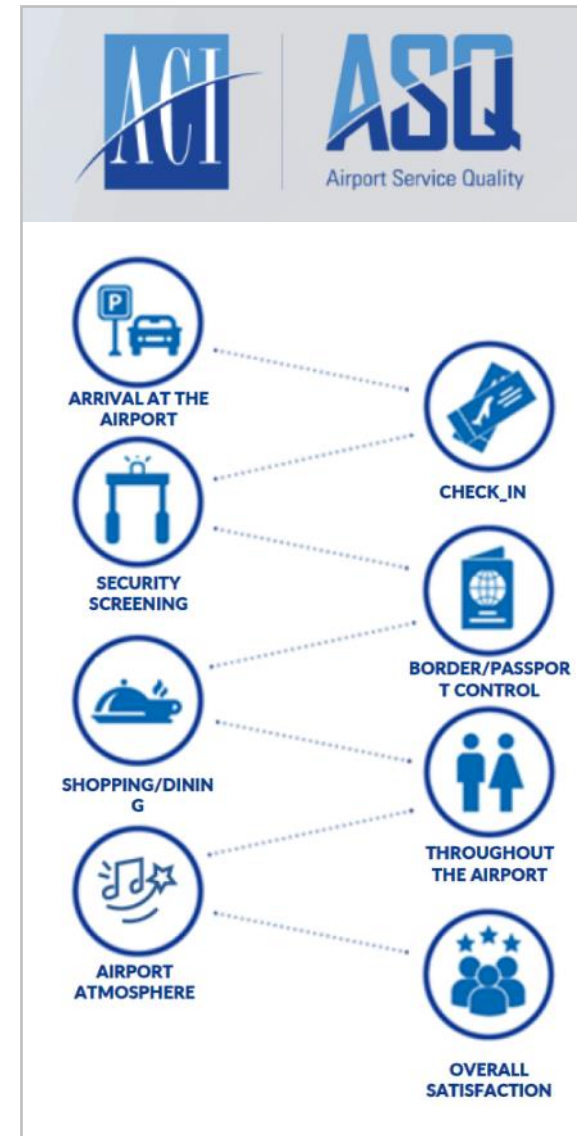 ACI
ASQ
Airport Service Quality
P
ARRIVAL AT THE
AIRPORT
CHECK_IN
SECURITY
SCREENING
BORDER/PASSPOR
T CONTROL
SHOPPING/DININ
G
THROUGHOUT
THE AIRPORT
AIRPORT
ATMOSPHERE
OVERALL
SATISFACTION